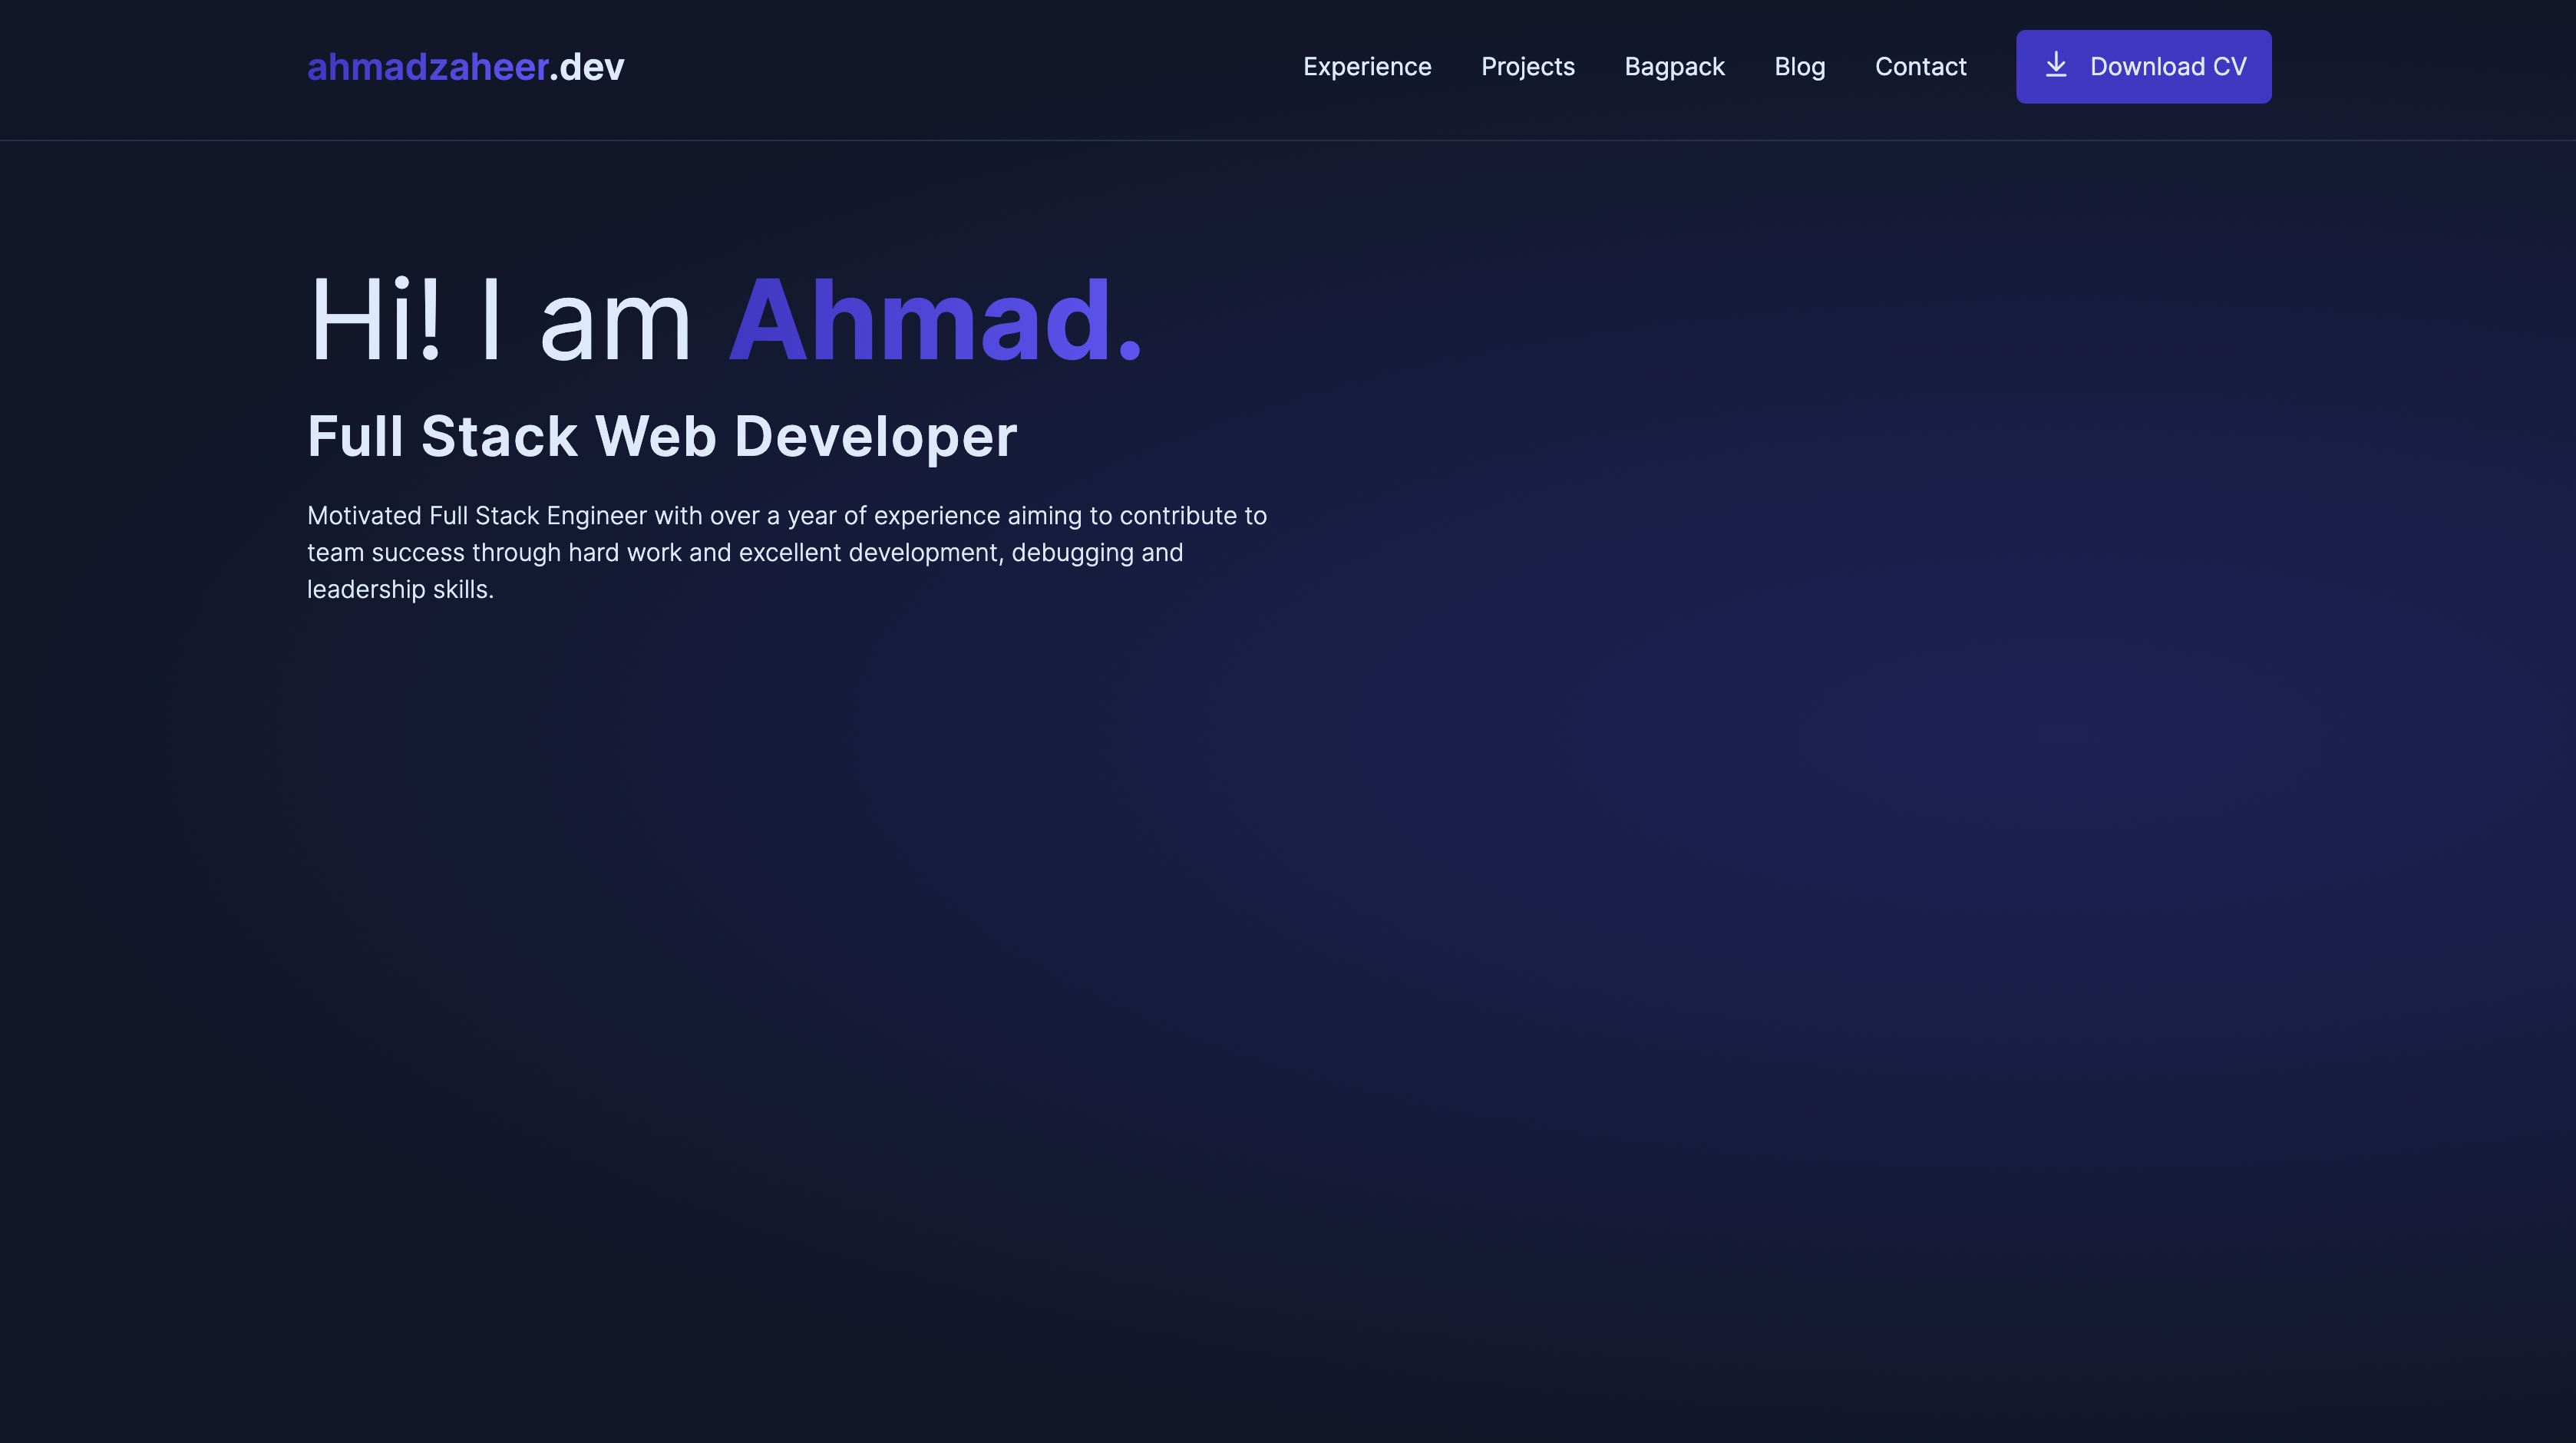 ahmadzaheer.dev
Experience Projects Bagpack Blog Contact Download CV
Hi! I am Ahmad.
Full Stack Web Developer
Motivated Full Stack Engineer with over a year of experience aiming to contribute to
team success through hard work and excellent development, debugging and
leadership skills.